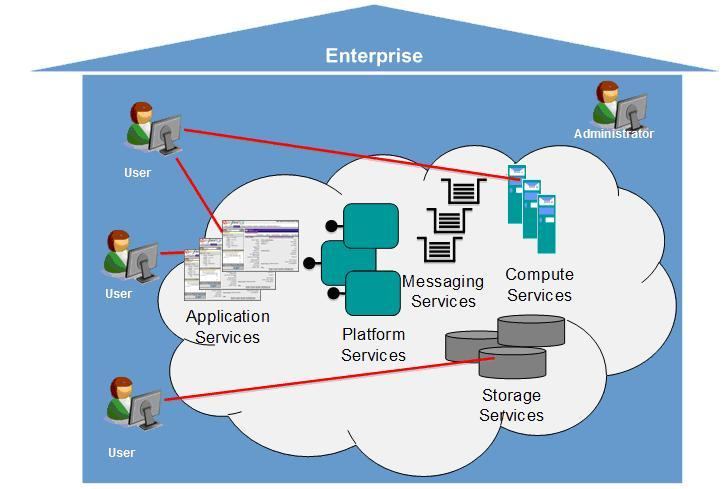 Enterprise
Administrator
User
User
Application
Services
Platform
Services
Messaging
Services
Compute
Services
Storage
Services
User